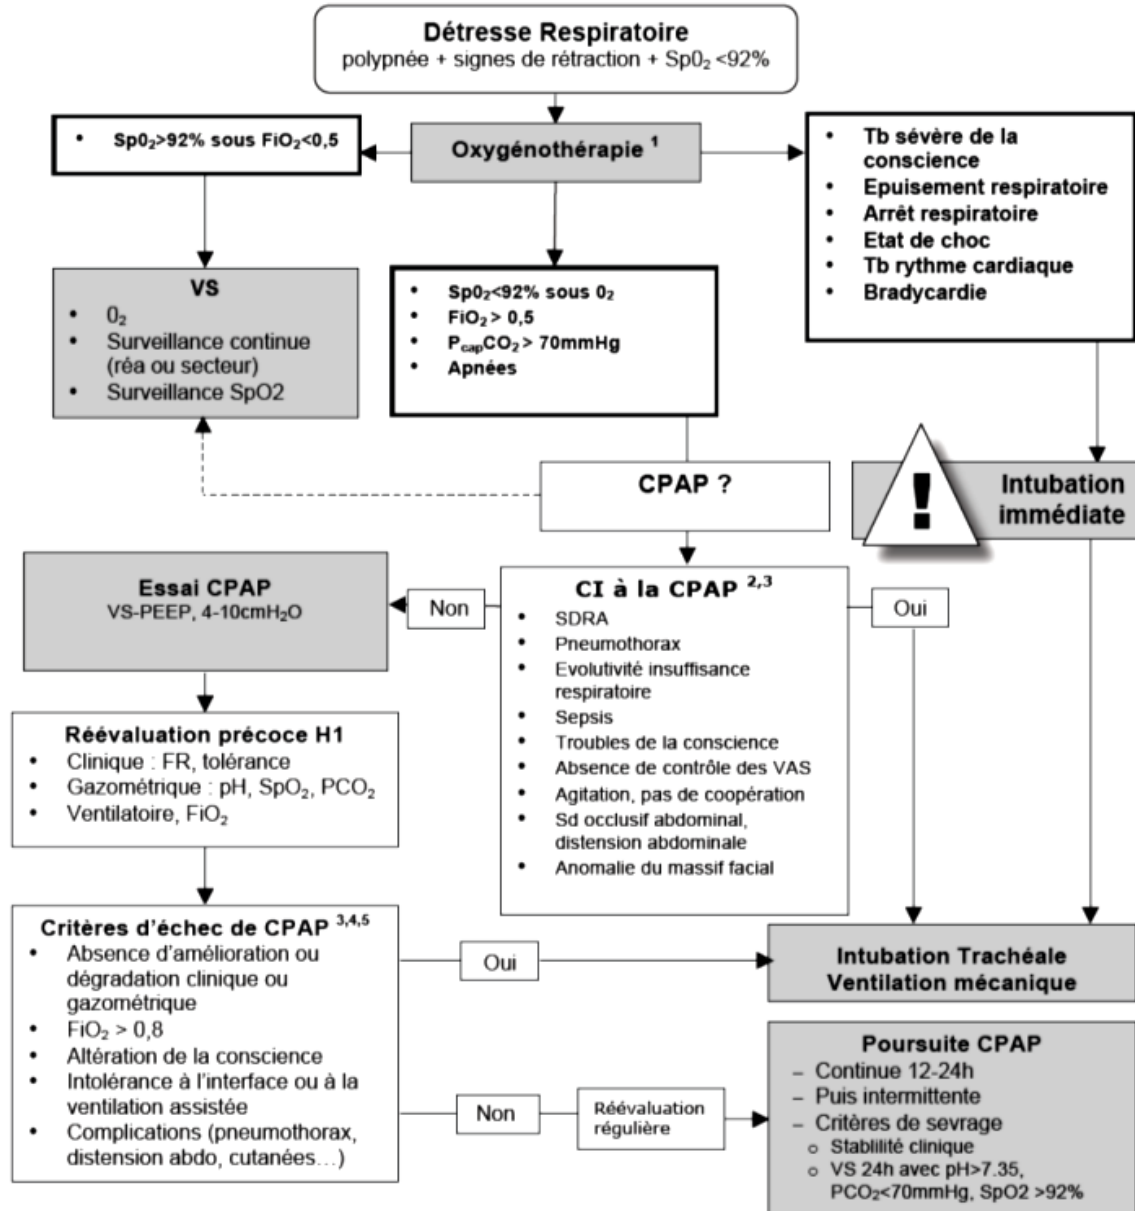 Détresse Respiratoire
polypnée + signes de rétraction + Sp0₂ <92%
• Sp0₂>92% sous FiO₂<0,5
Oxygénothérapie ¹
• Tb sévère de la
conscience
• Epuisement respiratoire
• Arrêt respiratoire
• Etat de choc
• Tb rythme cardiaque
• Bradycardie
VS
• 0₂
• Surveillance continue
(réa ou secteur)
• Surveillance SpO2
• Sp0₂<92% sous 0₂
• FiO₂ > 0,5
• PcapCO₂ > 70mmHg
• Apnées
CPAP ?
!
Intubation
immédiate
Essai CPAP
VS-PEEP, 4-10cmH₂O
Non
CI à la CPAP ²,³
• SDRA
• Pneumothorax
• Evolutivité insuffisance
respiratoire
• Sepsis
• Troubles de la conscience
• Absence de contrôle des VAS
• Agitation, pas de coopération
• Sd occlusif abdominal,
distension abdominale
• Anomalie du massif facial
Oui
Réévaluation précoce H1
• Clinique : FR, tolérance
• Gazométrique : pH, SpO₂, PCO₂
• Ventilatoire, FiO₂
Critères d'échec de CPAP ³,⁴,⁵
• Absence d'amélioration ou
dégradation clinique ou
gazométrique
• FiO₂ > 0,8
• Altération de la conscience
• Intolérance à l'interface ou à la
ventilation assistée
• Complications (pneumothorax,
distension abdo, cutanées…)
Oui
Intubation Trachéale
Ventilation mécanique
Non
Réévaluation
régulière
Poursuite CPAP
– Continue 12-24h
– Puis intermittente
– Critères de sevrage
o Stablilité clinique
o VS 24h avec pH>7.35,
PCO₂<70mmHg, SpO2 >92%